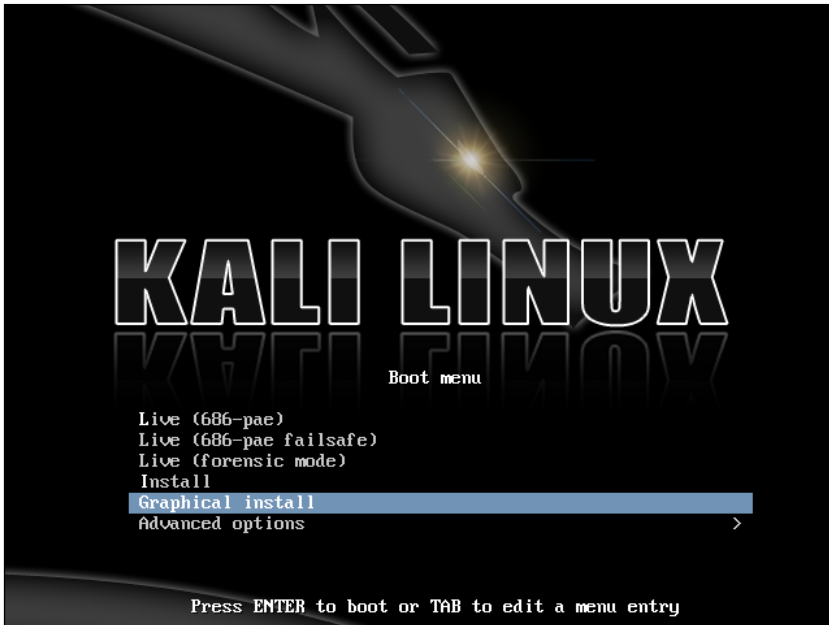 KALI LINUX
Boot menu
Live (686-pae)
Live (686-pae failsafe)
Live (forensic mode)
Install
Graphical install
Advanced options >
Press ENTER to boot or TAB to edit a menu entry